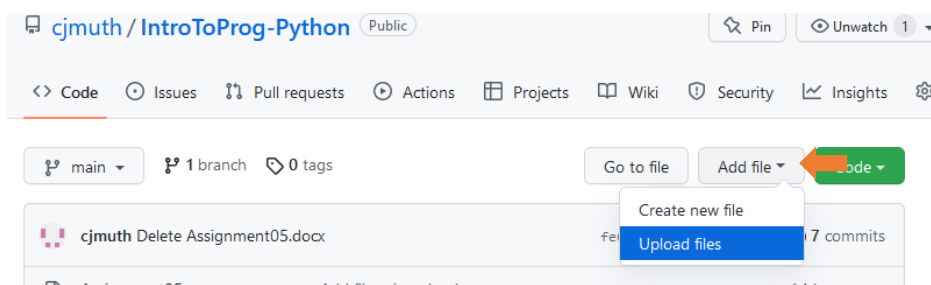 cjmuth / IntroToProg-Python Public Pin Unwatch 1
Code Issues Pull requests Actions Projects Wiki Security Insights
main 1 branch 0 tags Go to file Add file
Create new file
cjmuth Delete Assignment05.docx 7 commits
Upload files